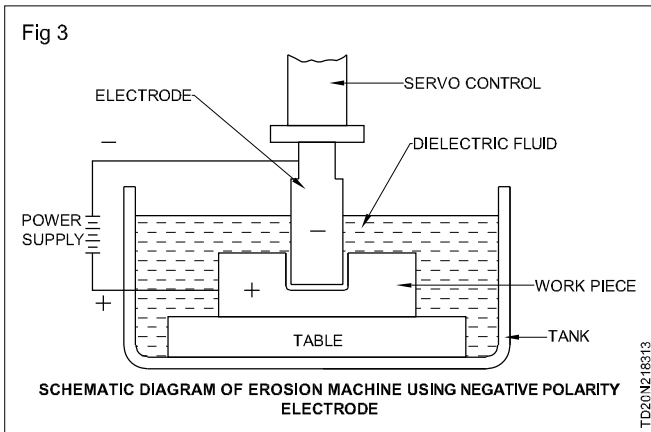 Fig 3
SERVO CONTROL
ELECTRODE
−
DIELECTRIC FLUID
POWER
SUPPLY
−
+
+
WORK PIECE
TABLE
TANK
SCHEMATIC DIAGRAM OF EROSION MACHINE USING NEGATIVE POLARITY
ELECTRODE
TD20N218313